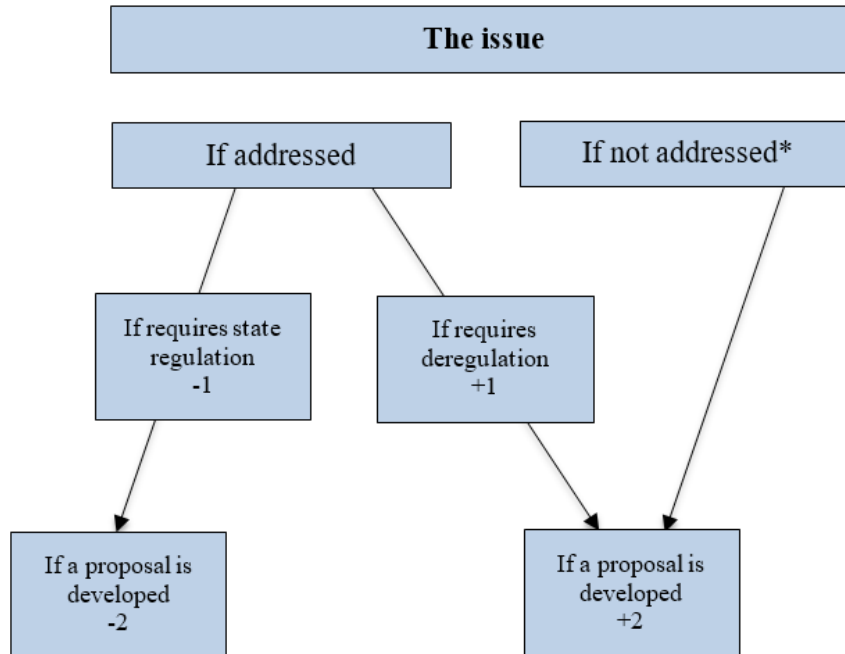 The issue
If addressed
If not addressed*
If requires state
regulation
-1
If requires
deregulation
+1
If a proposal is
developed
-2
If a proposal is
developed
+2